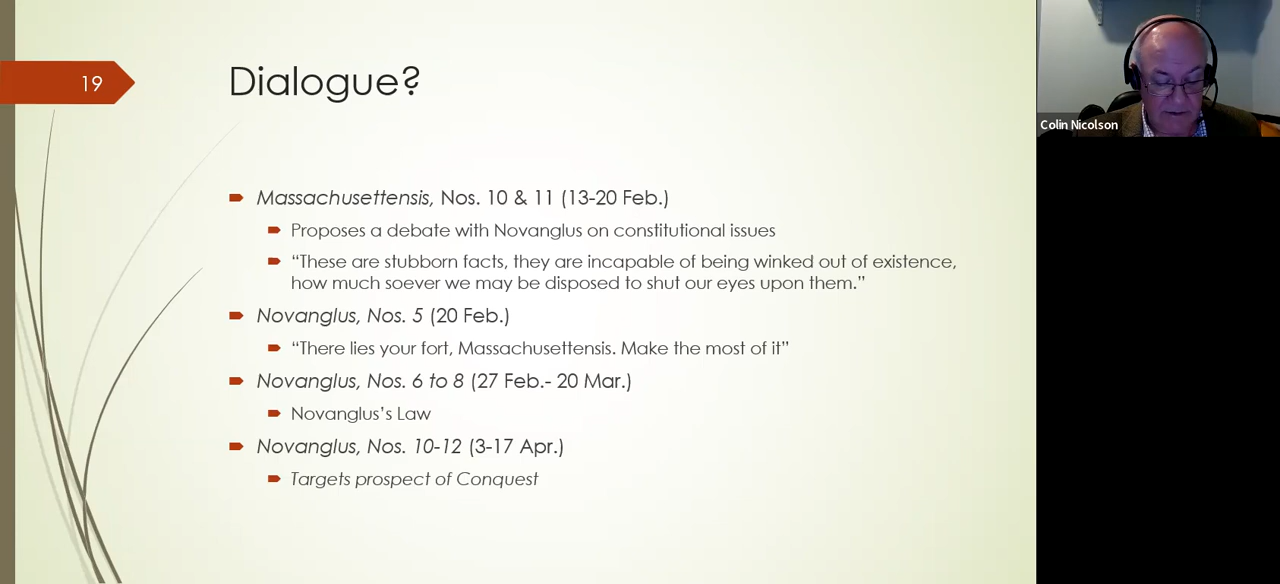 19
Dialogue?
Massachusettensis, Nos. 10 & 11 (13-20 Feb.)
Proposes a debate with Novanglus on constitutional issues
“These are stubborn facts, they are incapable of being winked out of existence,
how much soever we may be disposed to shut our eyes upon them.”
Novanglus, Nos. 5 (20 Feb.)
“There lies your fort, Massachusettensis. Make the most of it”
Novanglus, Nos. 6 to 8 (27 Feb.- 20 Mar.)
Novanglus’s Law
Novanglus, Nos. 10-12 (3-17 Apr.)
Targets prospect of Conquest
Colin Nicolson